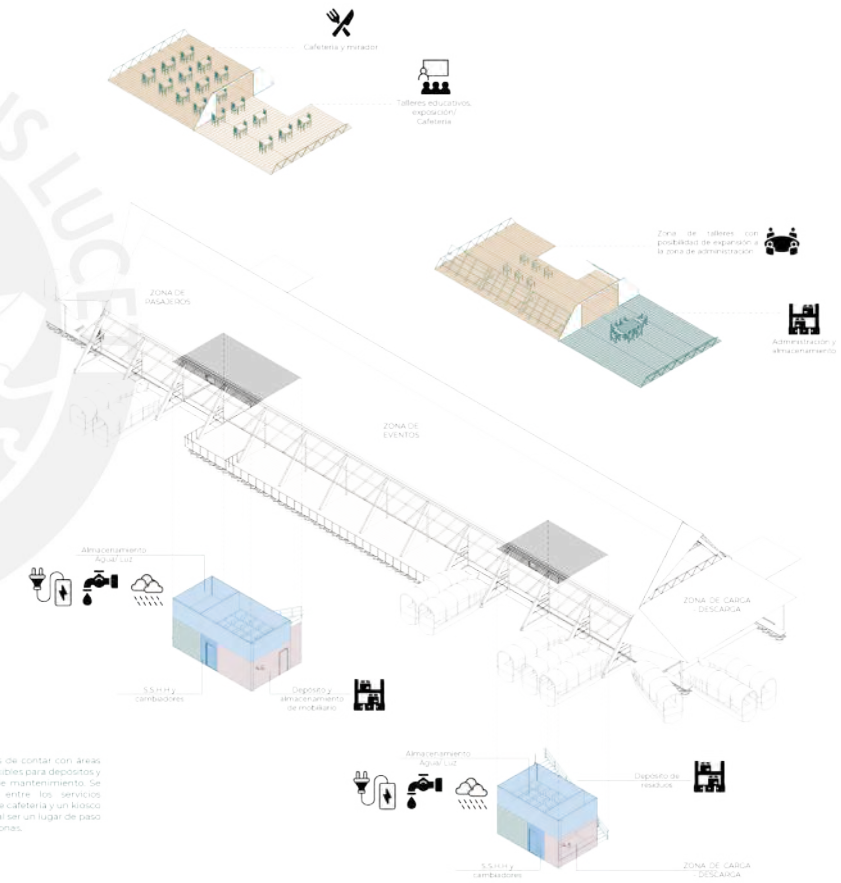 Cafetería y mirador
Talleres educativos,
exposición/
Cafetería
Zona de talleres con
posibilidad de expansión a
la zona de administración
Administración y
almacenamiento
ZONA DE
PASAJEROS
ZONA DE
EVENTOS
ZONA DE CARGA
- DESCARGA
Almacenamiento
Agua/ Luz
S.S.H.H y
cambiadores
Depósito y
almacenamiento
de mobiliario
Almacenamiento
Agua/ Luz
Depósito de
residuos
S.S.H.H y
cambiadores
ZONA DE CARGA
- DESCARGA
s de contar con áreas
ibles para depósitos y
e mantenimiento. Se
entre los servicios
e cafetería y un kiosco
al ser un lugar de paso
onas.
LUCET